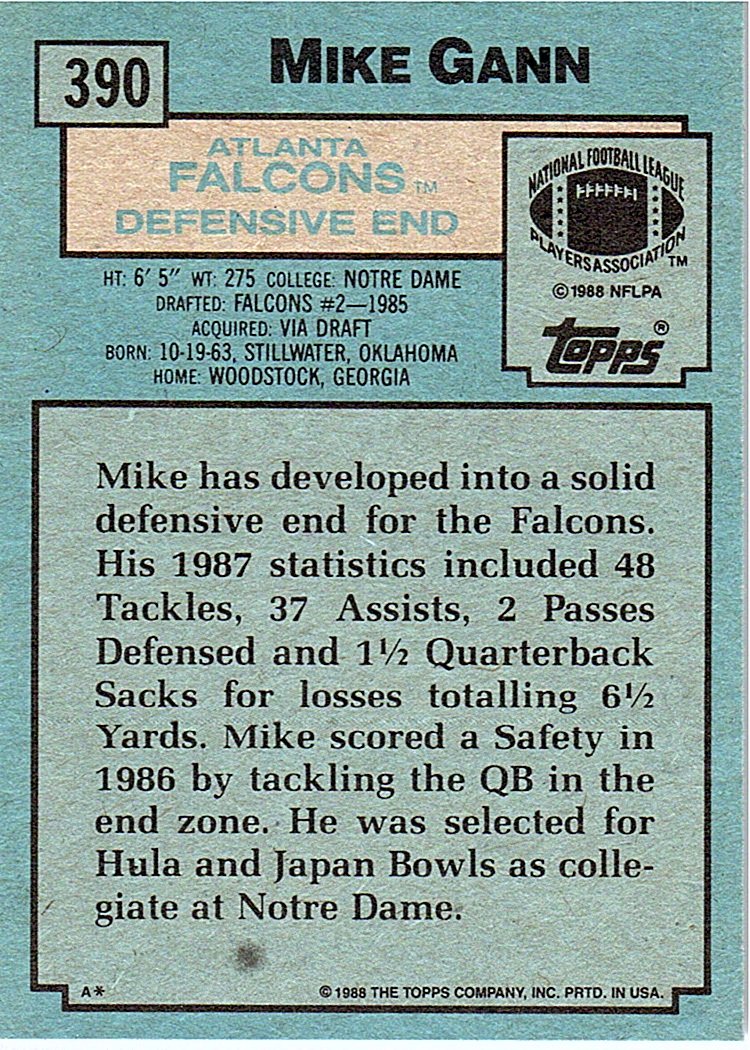 390
MIKE GANN
ATLANTA
FALCONS TM
DEFENSIVE END
NATIONAL FOOTBALL LEAGUE
PLAYERS ASSOCIATION TM
© 1988 NFLPA
topps®
HT: 6' 5" WT: 275 COLLEGE: NOTRE DAME
DRAFTED: FALCONS #2—1985
ACQUIRED: VIA DRAFT
BORN: 10-19-63, STILLWATER, OKLAHOMA
HOME: WOODSTOCK, GEORGIA
Mike has developed into a solid
defensive end for the Falcons.
His 1987 statistics included 48
Tackles, 37 Assists, 2 Passes
Defensed and 1½ Quarterback
Sacks for losses totalling 6½
Yards. Mike scored a Safety in
1986 by tackling the QB in the
end zone. He was selected for
Hula and Japan Bowls as colle-
giate at Notre Dame.
A*
© 1988 THE TOPPS COMPANY, INC. PRTD. IN USA.